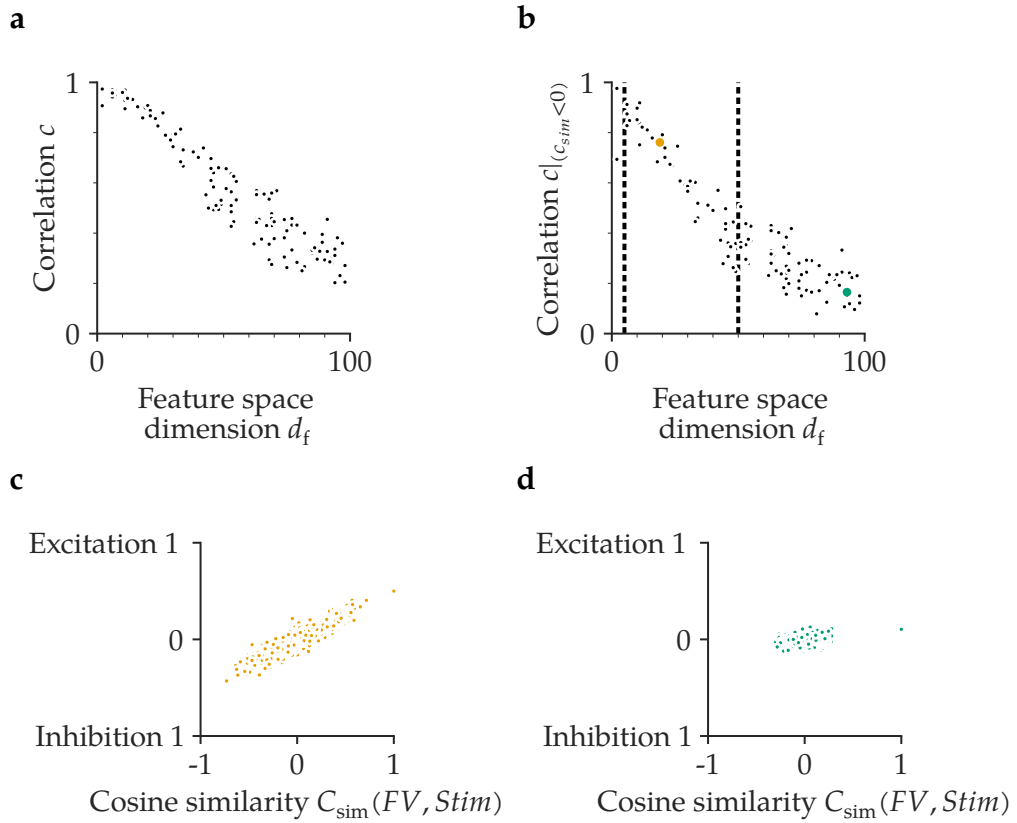 a
1
Correlation c
0
0
100
Feature space
dimension d_f
b
1
Correlation c|(c_sim<0)
0
0
100
Feature space
dimension d_f
c
Excitation 1
0
Inhibition 1
-1
0
1
Cosine similarity C_sim(FV, Stim)
d
Excitation 1
0
Inhibition 1
-1
0
1
Cosine similarity C_sim(FV, Stim)